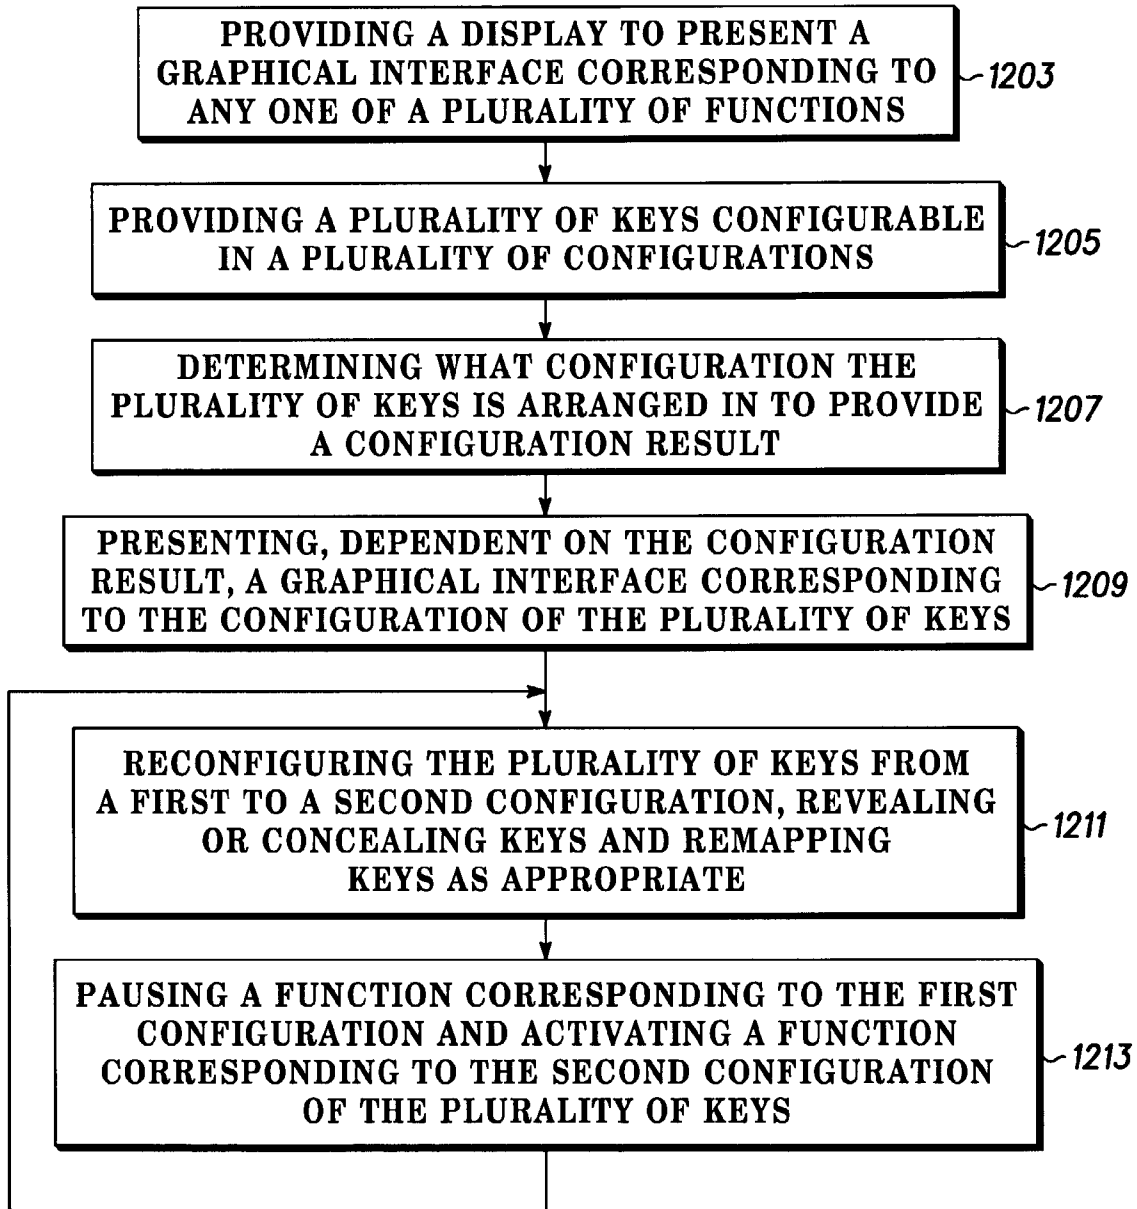 PROVIDING A DISPLAY TO PRESENT A
GRAPHICAL INTERFACE CORRESPONDING TO
ANY ONE OF A PLURALITY OF FUNCTIONS
1203
PROVIDING A PLURALITY OF KEYS CONFIGURABLE
IN A PLURALITY OF CONFIGURATIONS
1205
DETERMINING WHAT CONFIGURATION THE
PLURALITY OF KEYS IS ARRANGED IN TO PROVIDE
A CONFIGURATION RESULT
1207
PRESENTING, DEPENDENT ON THE CONFIGURATION
RESULT, A GRAPHICAL INTERFACE CORRESPONDING
TO THE CONFIGURATION OF THE PLURALITY OF KEYS
1209
RECONFIGURING THE PLURALITY OF KEYS FROM
A FIRST TO A SECOND CONFIGURATION, REVEALING
OR CONCEALING KEYS AND REMAPPING
KEYS AS APPROPRIATE
1211
PAUSING A FUNCTION CORRESPONDING TO THE FIRST
CONFIGURATION AND ACTIVATING A FUNCTION
CORRESPONDING TO THE SECOND CONFIGURATION
OF THE PLURALITY OF KEYS
1213